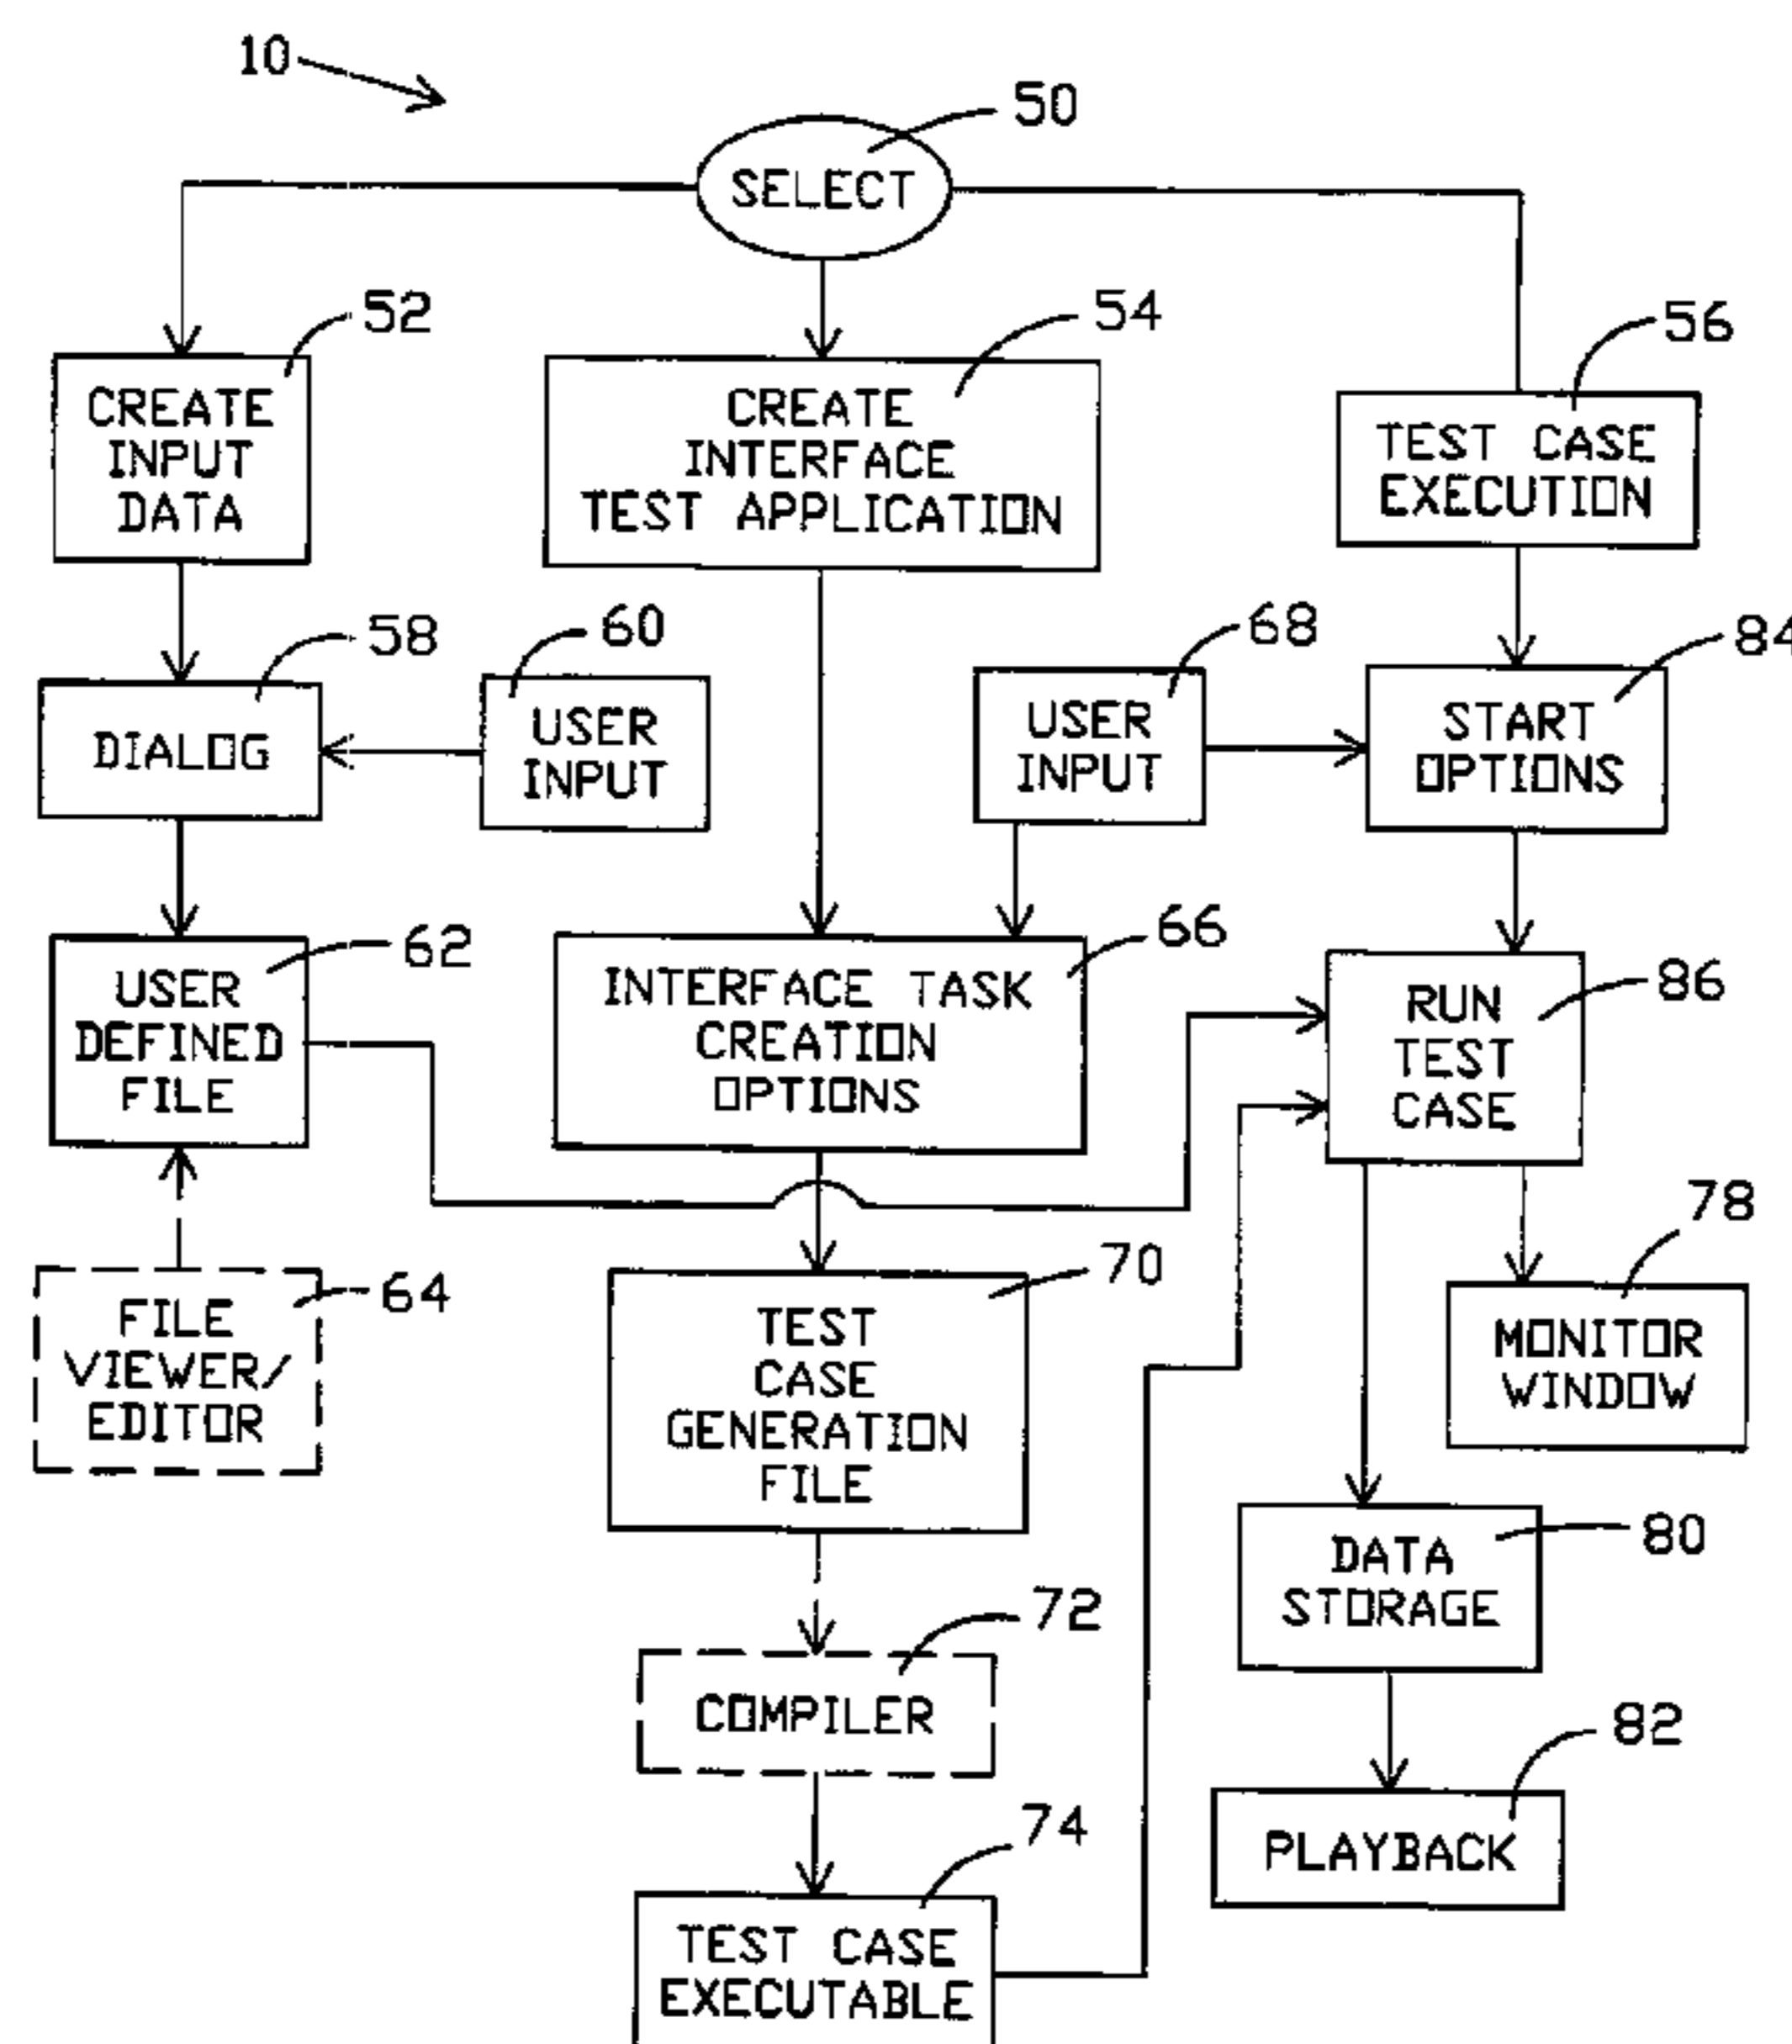 10
50
SELECT
52
54
56
CREATE
INPUT
DATA
CREATE
INTERFACE
TEST APPLICATION
TEST CASE
EXECUTION
58
60
68
84
DIALOG
USER
INPUT
USER
INPUT
START
OPTIONS
62
66
86
USER
DEFINED
FILE
INTERFACE TASK
CREATION
OPTIONS
RUN
TEST
CASE
64
70
78
FILE
VIEWER/
EDITOR
TEST
CASE
GENERATION
FILE
MONITOR
WINDOW
72
80
COMPILER
DATA
STORAGE
74
82
TEST CASE
EXECUTABLE
PLAYBACK